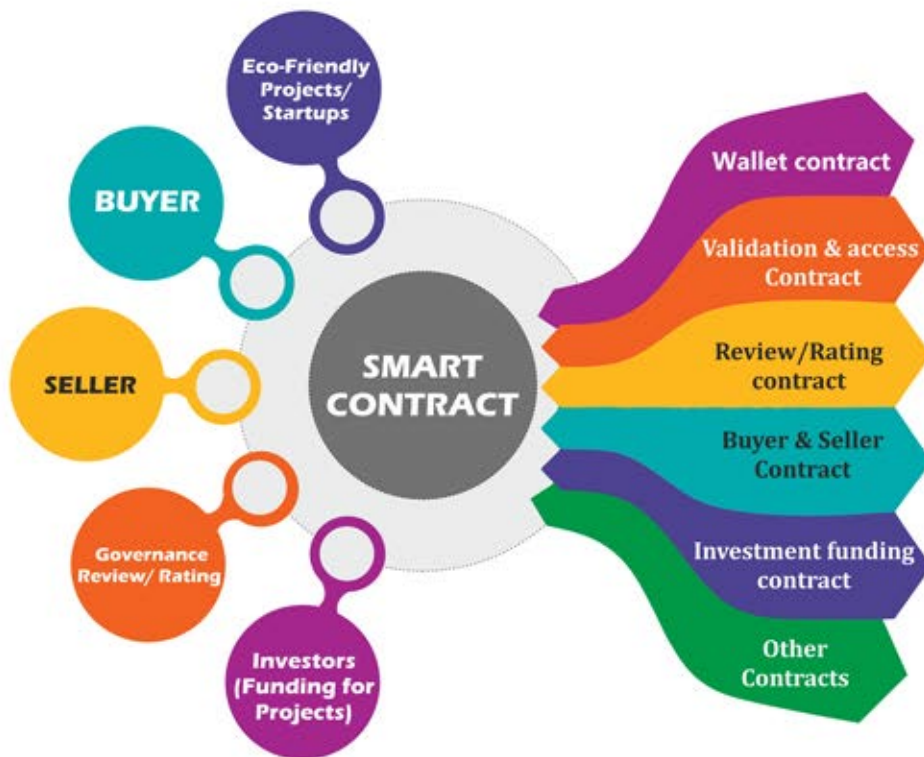 Eco-Friendly
Projects/
Startups
BUYER
SELLER
Governance
Review/ Rating
Investors
(Funding for
Projects)
SMART
CONTRACT
Wallet contract
Validation & access
Contract
Review/Rating
contract
Buyer & Seller
Contract
Investment funding
contract
Other
Contracts